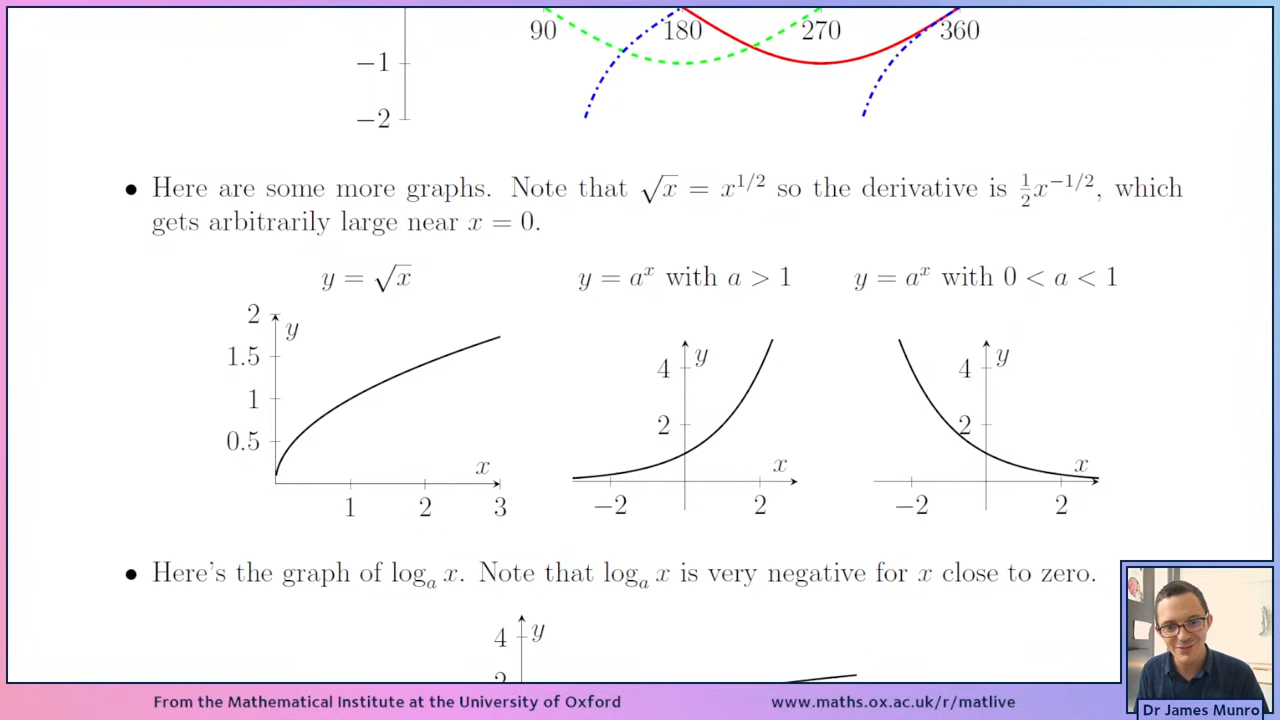 90 180 270 360
−1
−2
• Here are some more graphs. Note that √x = x^{1/2} so the derivative is \frac{1}{2}x^{−1/2}, which
gets arbitrarily large near x = 0.
y = √x
2
y
1.5
1
0.5
x
1 2 3
y = a^x with a > 1
y
4
2
x
−2 2
y = a^x with 0 < a < 1
y
4
2
x
−2 2
• Here's the graph of log_a x. Note that log_a x is very negative for x close to zero.
4
y
2
From the Mathematical Institute at the University of Oxford
www.maths.ox.ac.uk/r/matlive
Dr James Munro